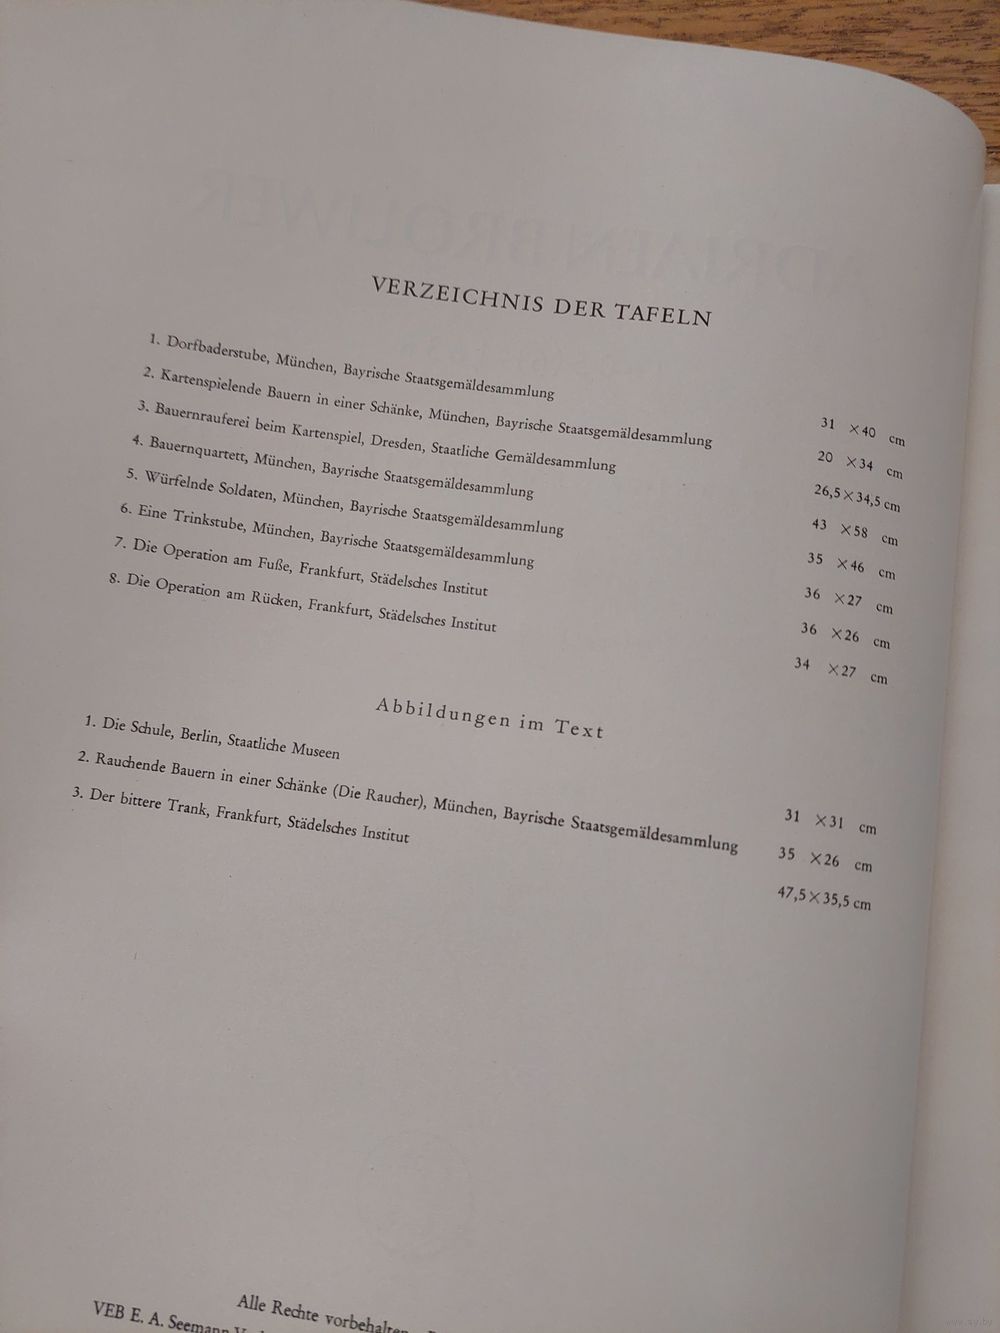 VERZEICHNIS DER TAFELN
1. Dorfbaderstube, München, Bayrische Staatsgemäldesammlung 31 ×40 cm
2. Kartenspielende Bauern in einer Schänke, München, Bayrische Staatsgemäldesammlung 20 ×34 cm
3. Bauernrauferei beim Kartenspiel, Dresden, Staatliche Gemäldesammlung 26,5×34,5 cm
4. Bauernquartett, München, Bayrische Staatsgemäldesammlung 43 ×58 cm
5. Würfelnde Soldaten, München, Bayrische Staatsgemäldesammlung 35 ×46 cm
6. Eine Trinkstube, München, Bayrische Staatsgemäldesammlung 36 ×27 cm
7. Die Operation am Fuße, Frankfurt, Städelsches Institut 36 ×26 cm
8. Die Operation am Rücken, Frankfurt, Städelsches Institut 34 ×27 cm
Abbildungen im Text
1. Die Schule, Berlin, Staatliche Museen 31 ×31 cm
2. Rauchende Bauern in einer Schänke (Die Raucher), München, Bayrische Staatsgemäldesammlung 35 ×26 cm
3. Der bittere Trank, Frankfurt, Städelsches Institut 47,5×35,5 cm
Alle Rechte vorbehalten
VEB E. A. Seemann